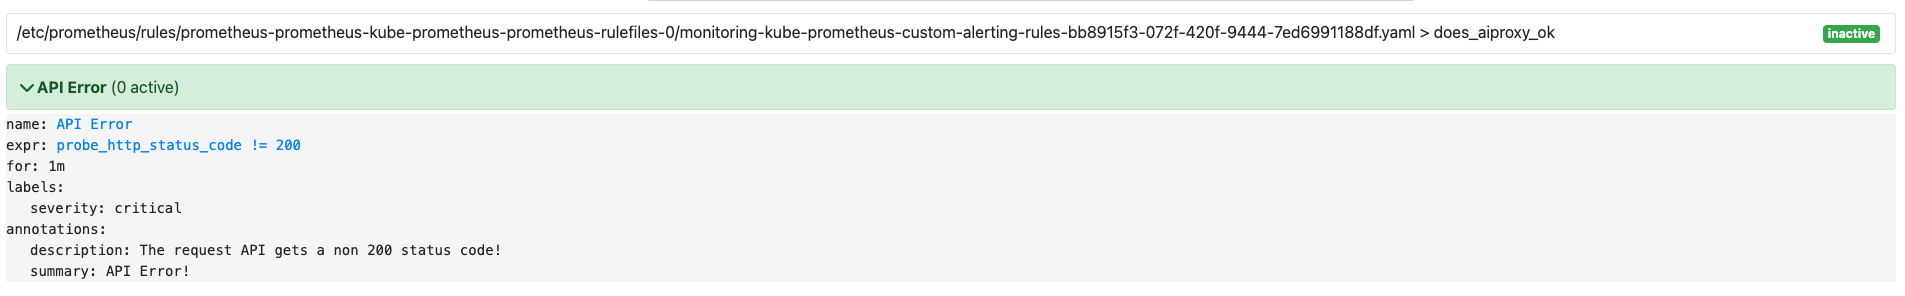 /etc/prometheus/rules/prometheus-prometheus-kube-prometheus-prometheus-rulefiles-0/monitoring-kube-prometheus-custom-alerting-rules-bb8915f3-072f-420f-9444-7ed6991188df.yaml > does_aiproxy_ok inactive
API Error (0 active)
name: API Error
expr: probe_http_status_code != 200
for: 1m
labels:
severity: critical
annotations:
description: The request API gets a non 200 status code!
summary: API Error!